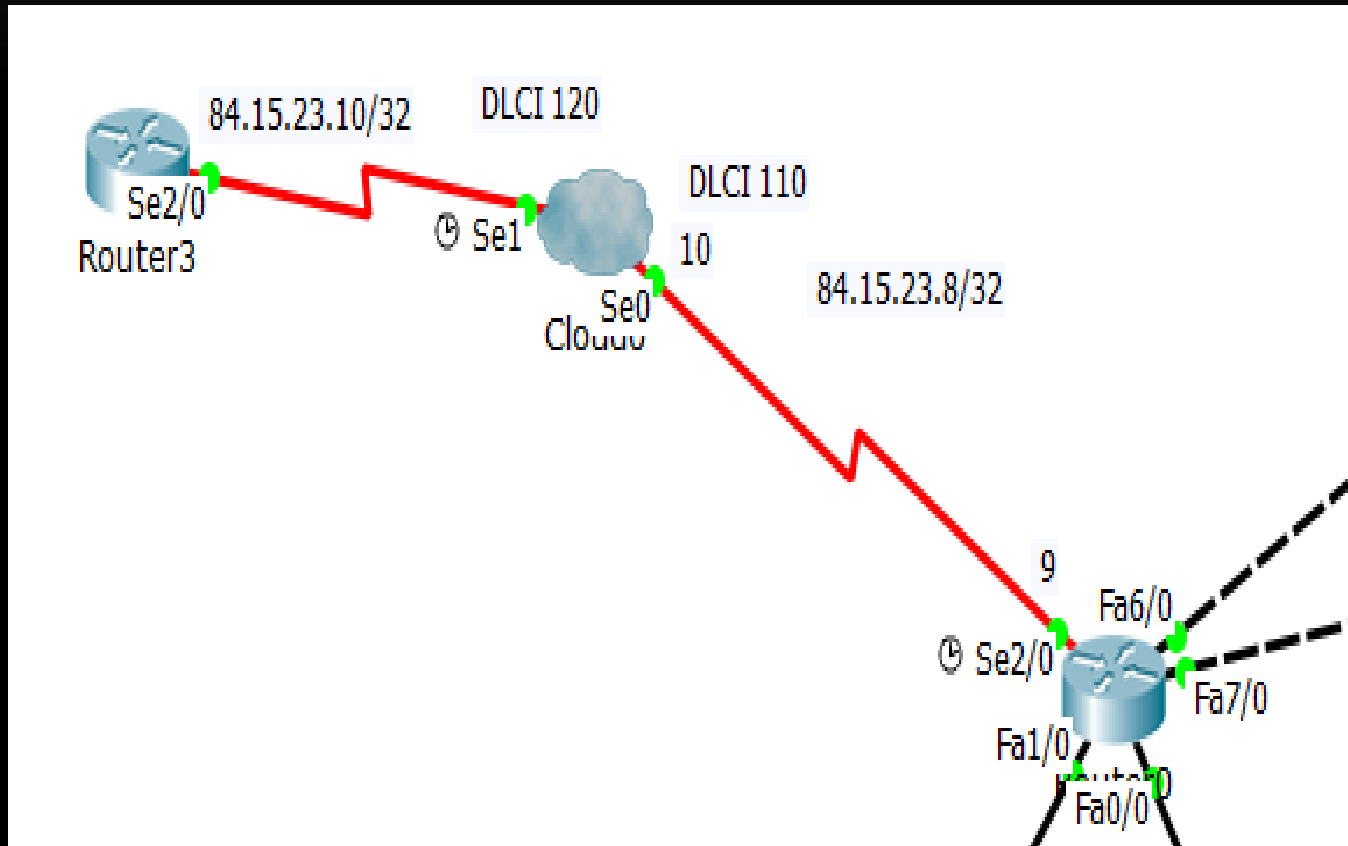 84.15.23.10/32
DLCI 120
Se2/0
Router3
Se1
DLCI 110
10
Se0
84.15.23.8/32
9
Fa6/0
Se2/0
Fa7/0
Fa1/0
Fa0/0